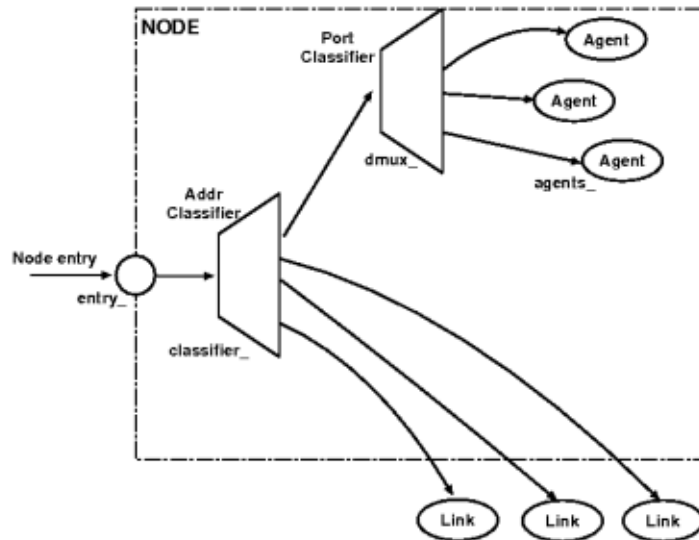 NODE
Port
Classifier
Agent
Agent
Agent
dmux_
agents_
Addr
Classifier
Node entry
entry_
classifier_
Link
Link
Link